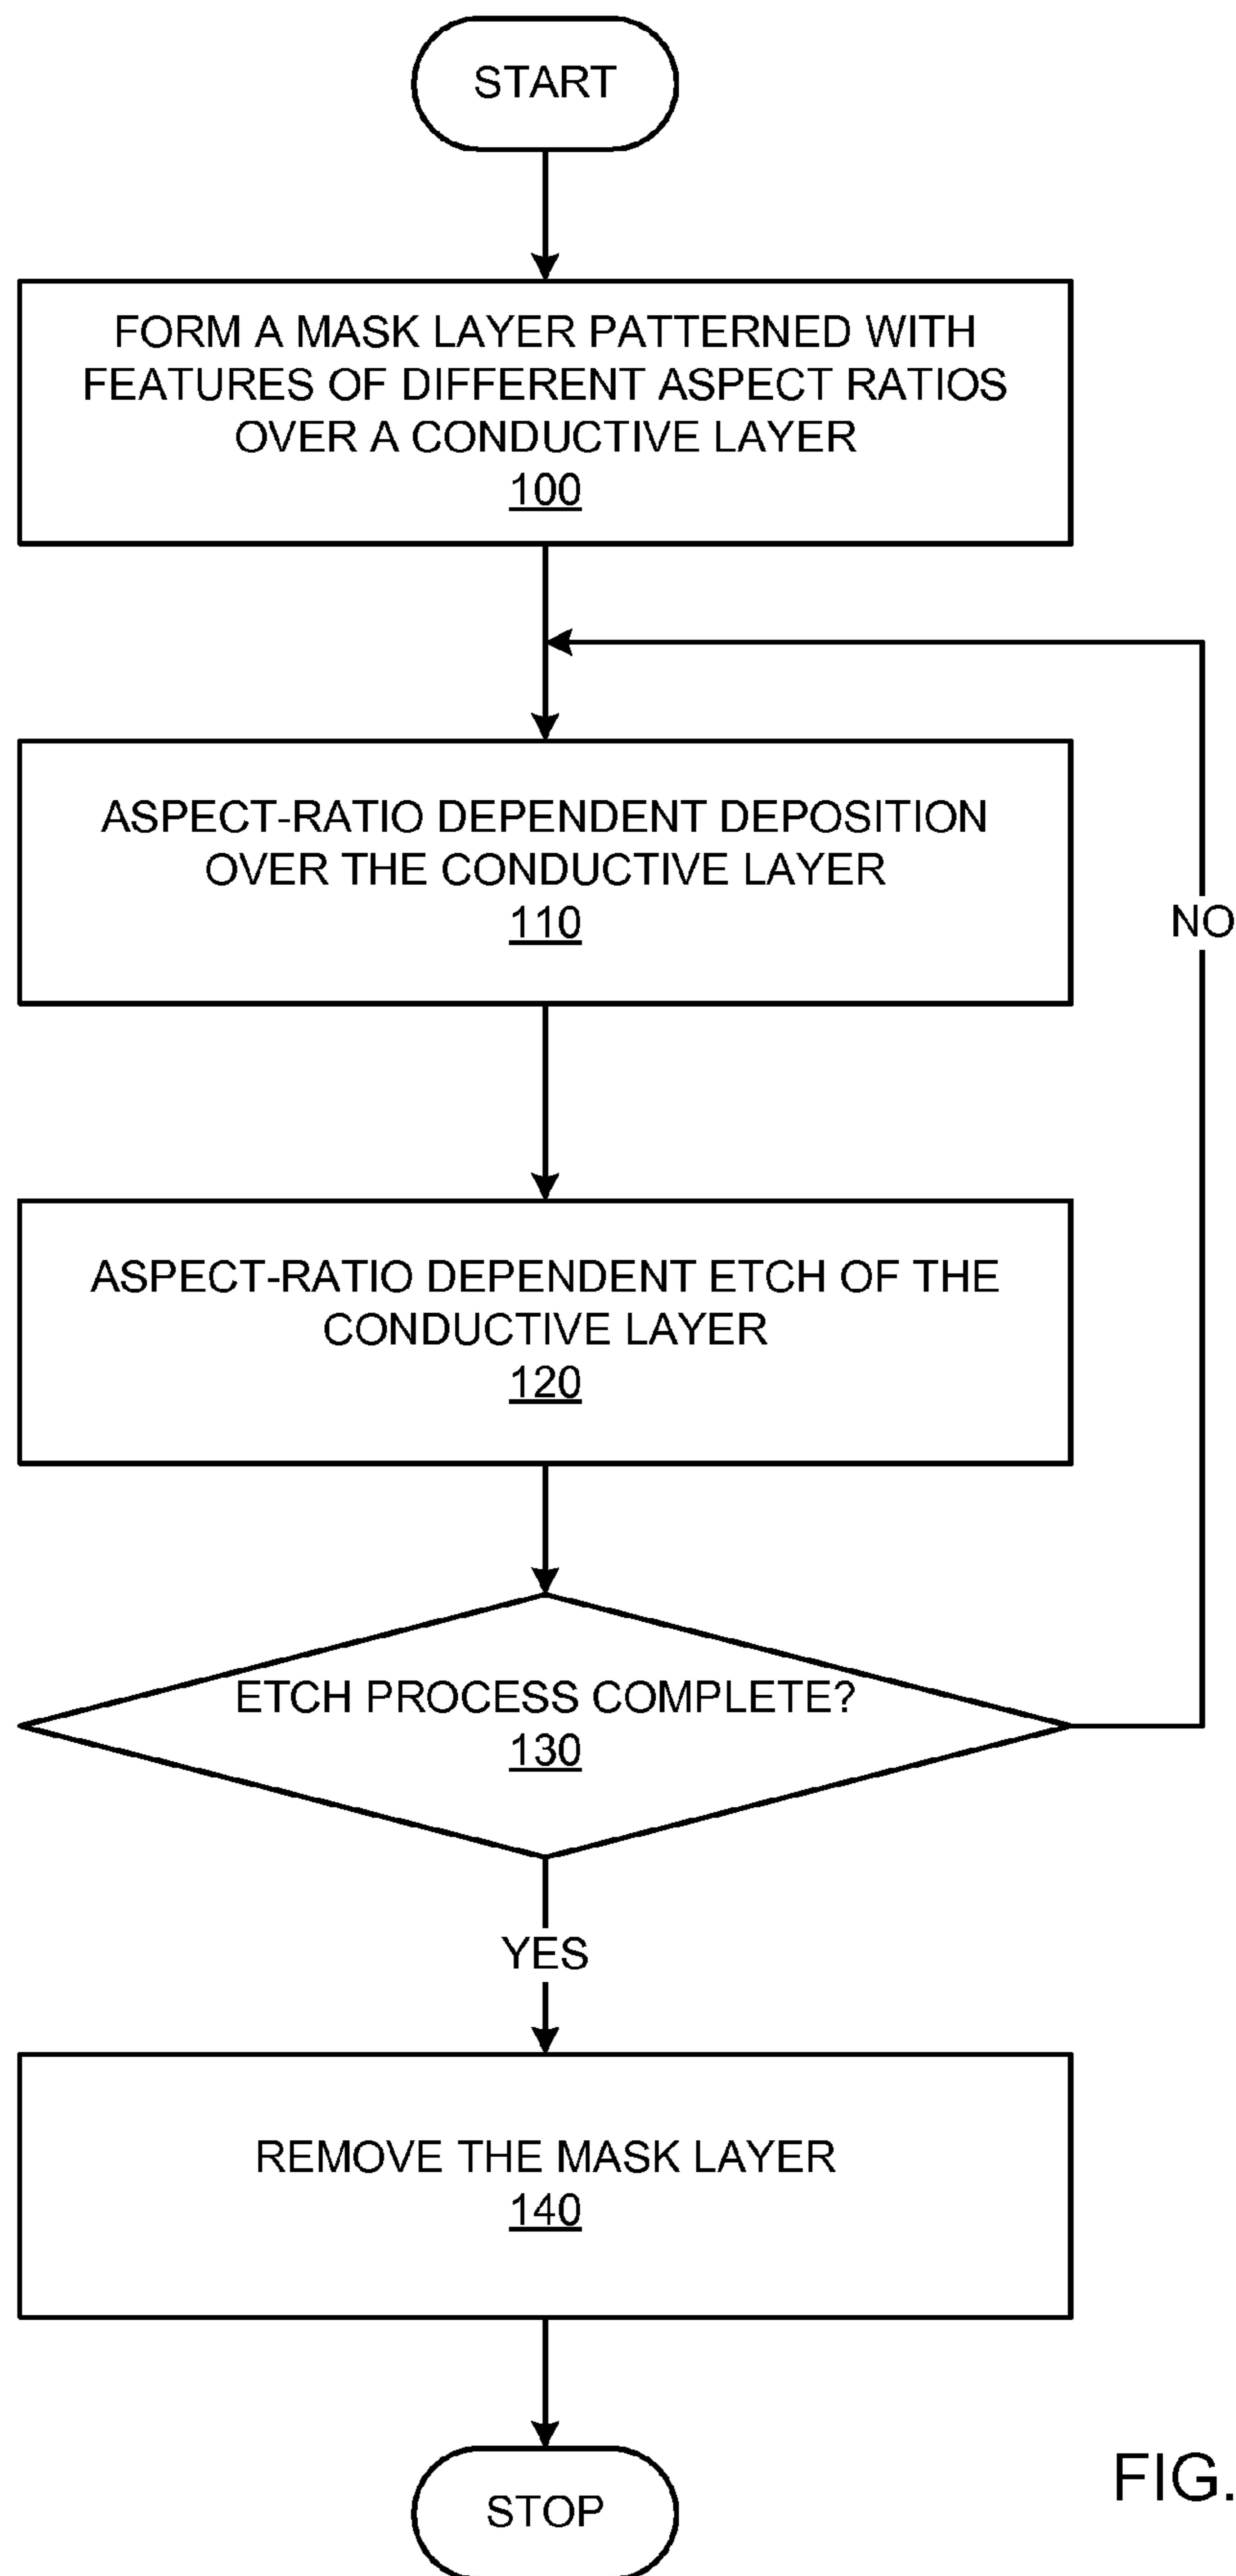 START
FORM A MASK LAYER PATTERNED WITH
FEATURES OF DIFFERENT ASPECT RATIOS
OVER A CONDUCTIVE LAYER
100
ASPECT-RATIO DEPENDENT DEPOSITION
OVER THE CONDUCTIVE LAYER
110
NO
ASPECT-RATIO DEPENDENT ETCH OF THE
CONDUCTIVE LAYER
120
ETCH PROCESS COMPLETE?
130
YES
REMOVE THE MASK LAYER
140
STOP
FIG.